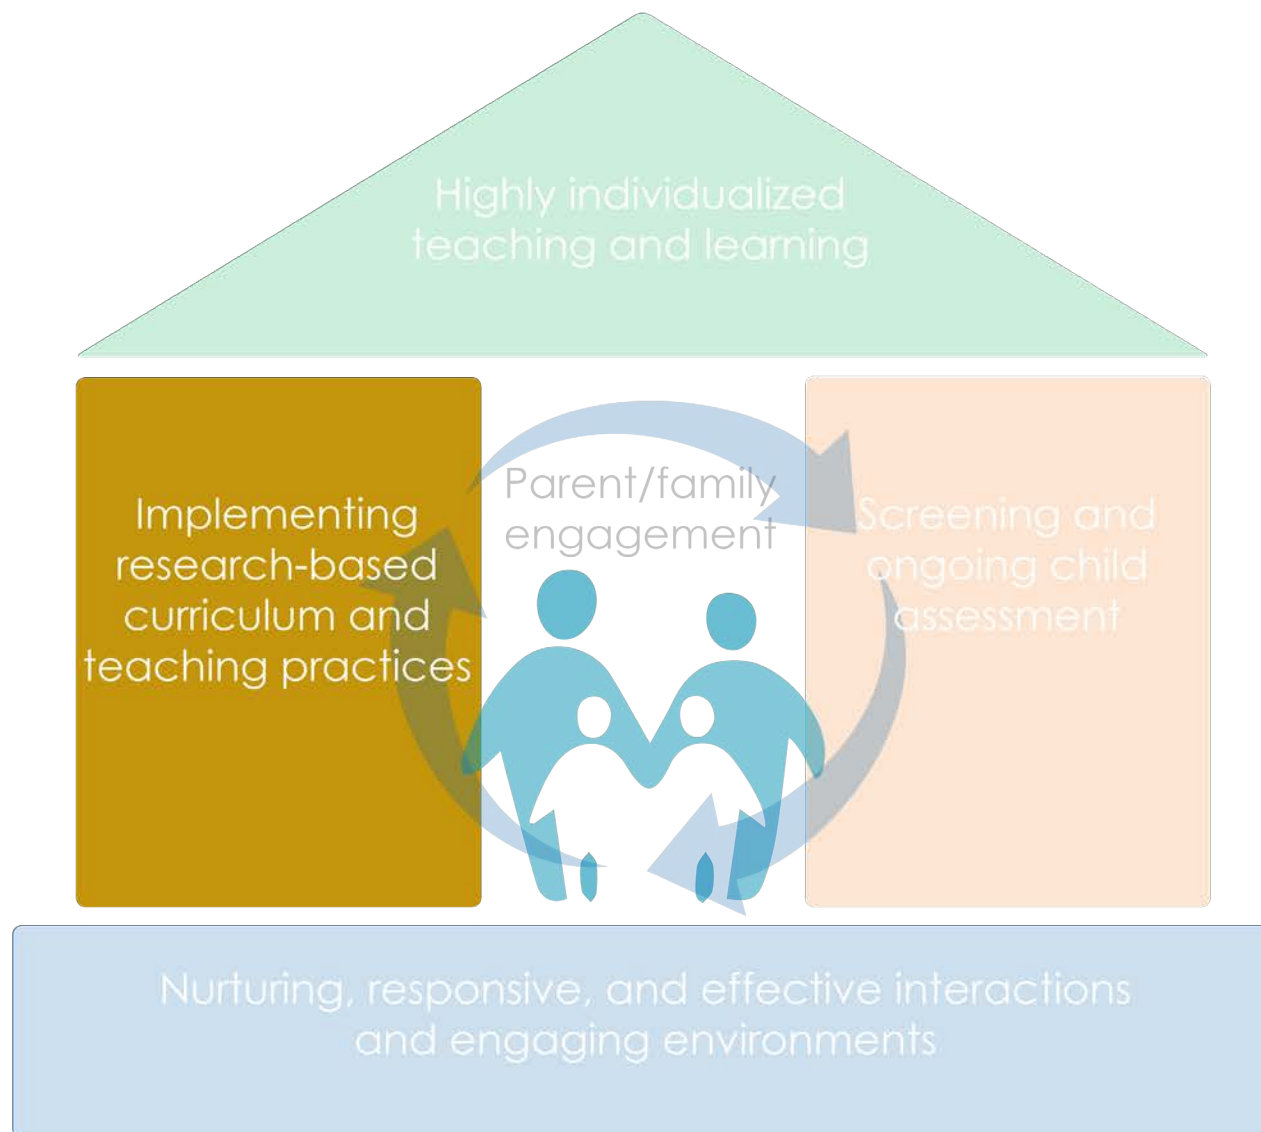 Highly individualized
teaching and learning
Parent/family
engagement
Implementing
research-based
curriculum and
teaching practices
Screening and
ongoing child
assessment
Nurturing, responsive, and effective interactions
and engaging environments